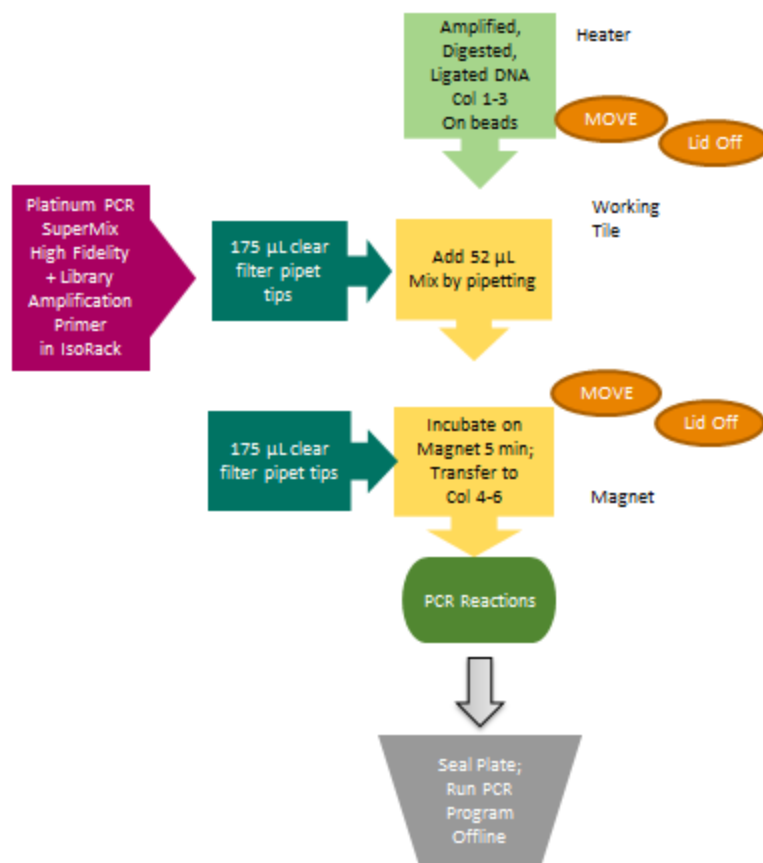 Amplified,
Digested,
Ligated DNA
Col 1-3
On beads
Heater
MOVE
Lid Off
Platinum PCR
SuperMix
High Fidelity
+ Library
Amplification
Primer
in IsoRack
175 µL clear
filter pipet
tips
Add 52 µL
Mix by pipetting
Working
Tile
MOVE
Lid Off
175 µL clear
filter pipet tips
Incubate on
Magnet 5 min;
Transfer to
Col 4-6
Magnet
PCR Reactions
Seal Plate;
Run PCR
Program
Offline